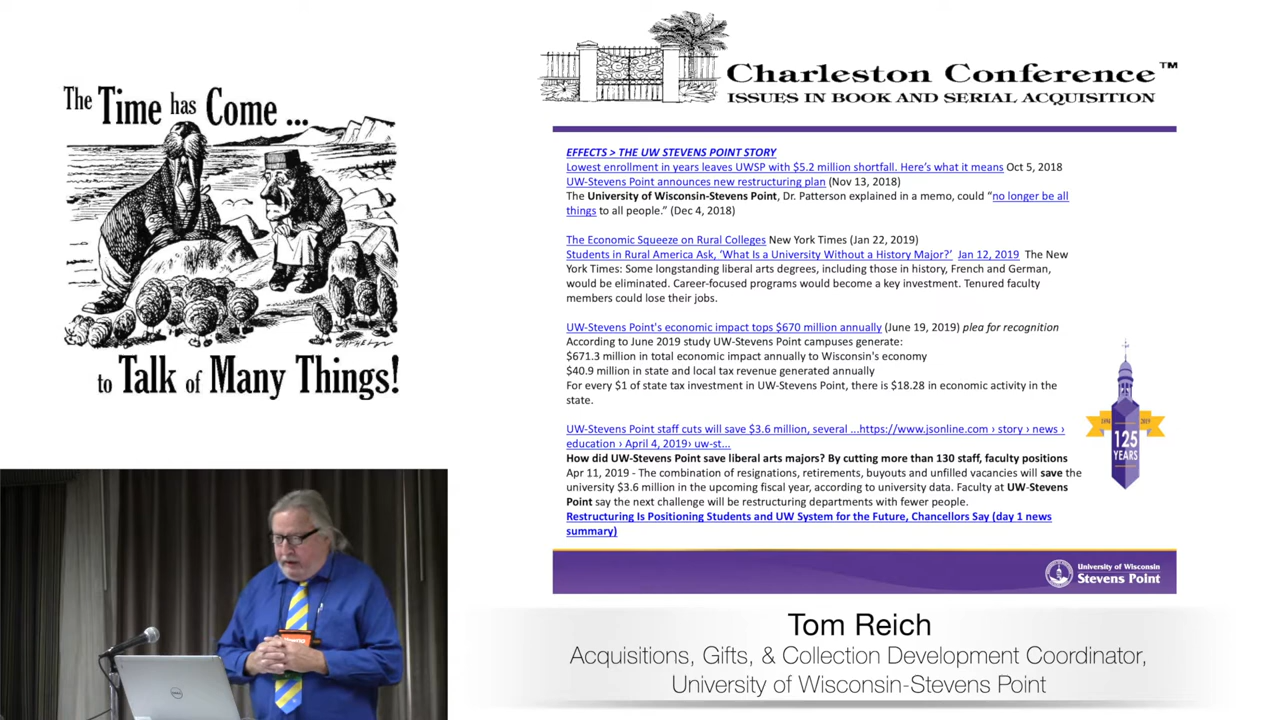 The Time has Come ...
to Talk of Many Things!
Charleston Conference™
ISSUES IN BOOK AND SERIAL ACQUISITION
EFFECTS > THE UW STEVENS POINT STORY
Lowest enrollment in years leaves UWSP with $5.2 million shortfall. Here's what it means Oct 5, 2018
UW-Stevens Point announces new restructuring plan (Nov 13, 2018)
The University of Wisconsin-Stevens Point, Dr. Patterson explained in a memo, could “no longer be all
things to all people.” (Dec 4, 2018)
The Economic Squeeze on Rural Colleges New York Times (Jan 22, 2019)
Students in Rural America Ask, ‘What Is a University Without a History Major?’ Jan 12, 2019 The New
York Times: Some longstanding liberal arts degrees, including those in history, French and German,
would be eliminated. Career-focused programs would become a key investment. Tenured faculty
members could lose their jobs.
UW-Stevens Point's economic impact tops $670 million annually (June 19, 2019) plea for recognition
According to June 2019 study UW-Stevens Point campuses generate:
$671.3 million in total economic impact annually to Wisconsin's economy
$40.9 million in state and local tax revenue generated annually
For every $1 of state tax investment in UW-Stevens Point, there is $18.28 in economic activity in the
state.
UW-Stevens Point staff cuts will save $3.6 million, several ...https://www.jsonline.com › story › news ›
education › April 4, 2019› uw-st...
How did UW-Stevens Point save liberal arts majors? By cutting more than 130 staff, faculty positions
Apr 11, 2019 - The combination of resignations, retirements, buyouts and unfilled vacancies will save the
university $3.6 million in the upcoming fiscal year, according to university data. Faculty at UW-Stevens
Point say the next challenge will be restructuring departments with fewer people.
Restructuring Is Positioning Students and UW System for the Future, Chancellors Say (day 1 news
summary)
1894 2019
125
YEARS
University of Wisconsin
Stevens Point
Tom Reich
Acquisitions, Gifts, & Collection Development Coordinator,
University of Wisconsin-Stevens Point
DELL